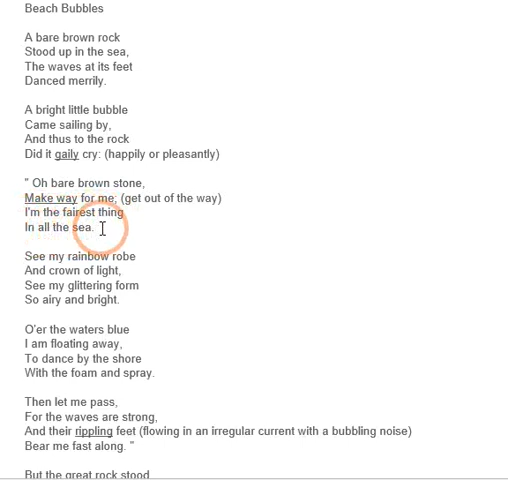 Beach Bubbles
A bare brown rock
Stood up in the sea,
The waves at its feet
Danced merrily.
A bright little bubble
Came sailing by,
And thus to the rock
Did it gaily cry: (happily or pleasantly)
" Oh bare brown stone,
Make way for me; (get out of the way)
I'm the fairest thing
In all the sea.
See my rainbow robe
And crown of light,
See my glittering form
So airy and bright.
O'er the waters blue
I am floating away,
To dance by the shore
With the foam and spray.
Then let me pass,
For the waves are strong,
And their rippling feet (flowing in an irregular current with a bubbling noise)
Bear me fast along. "
But the great rock stood